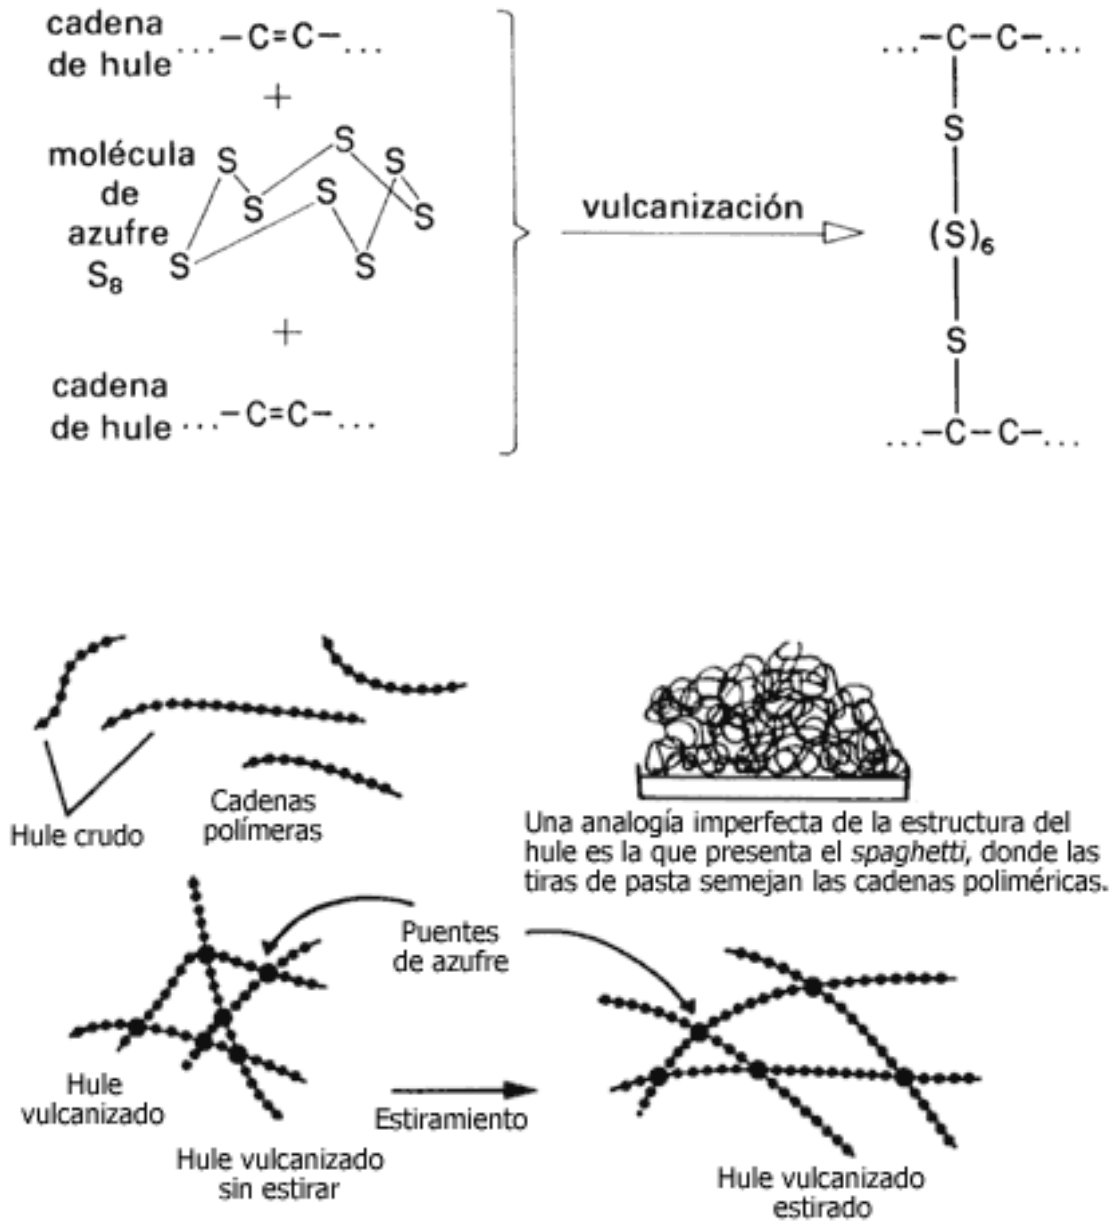 cadena
de hule
... –C=C– ...
+
molécula
de
azufre
S₈
S
S
S
S
S
S
S
S
+
cadena
de hule
... –C=C– ...
vulcanización
... –C–C– ...
S
(S)₆
S
... –C–C– ...
Hule crudo
Cadenas
polímeras
Una analogía imperfecta de la estructura del
hule es la que presenta el spaghetti, donde las
tiras de pasta semejan las cadenas poliméricas.
Puentes
de azufre
Hule
vulcanizado
Estiramiento
Hule vulcanizado
sin estirar
Hule vulcanizado
estirado